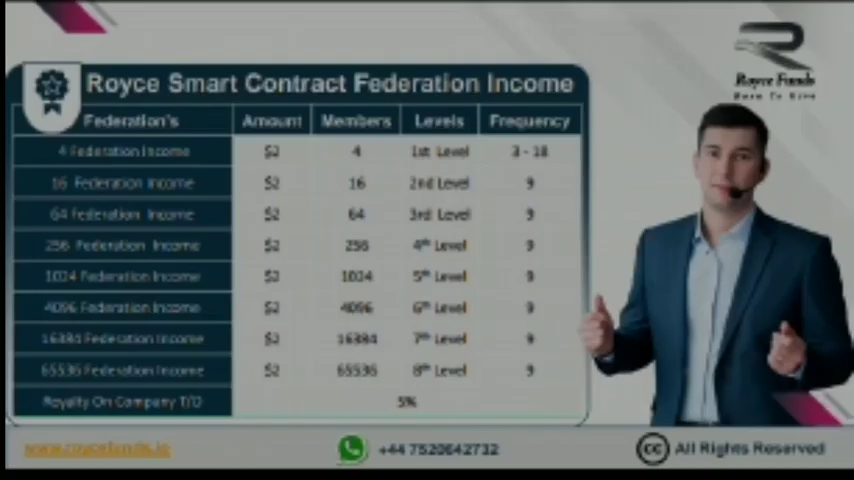 Royce Funds
Born To Give
Royce Smart Contract Federation Income
Federation's Amount Members Levels Frequency
4 Federation Income $2 4 1st Level 3 - 18
16 Federation Income $2 16 2nd Level 9
64 Federation Income $2 64 3rd Level 9
256 Federation Income $2 256 4th Level 9
1024 Federation Income $2 1024 5th Level 9
4096 Federation Income $2 4096 6th Level 9
16384 Federation Income $2 16384 7th Level 9
65536 Federation Income $2 65536 8th Level 9
Royalty On Company T/O 5%
www.roycefunds.io +44 7520642732 cc All Rights Reserved